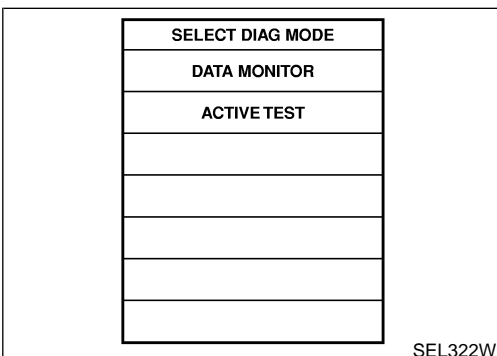 SELECT DIAG MODE
DATA MONITOR
ACTIVE TEST
SEL322W